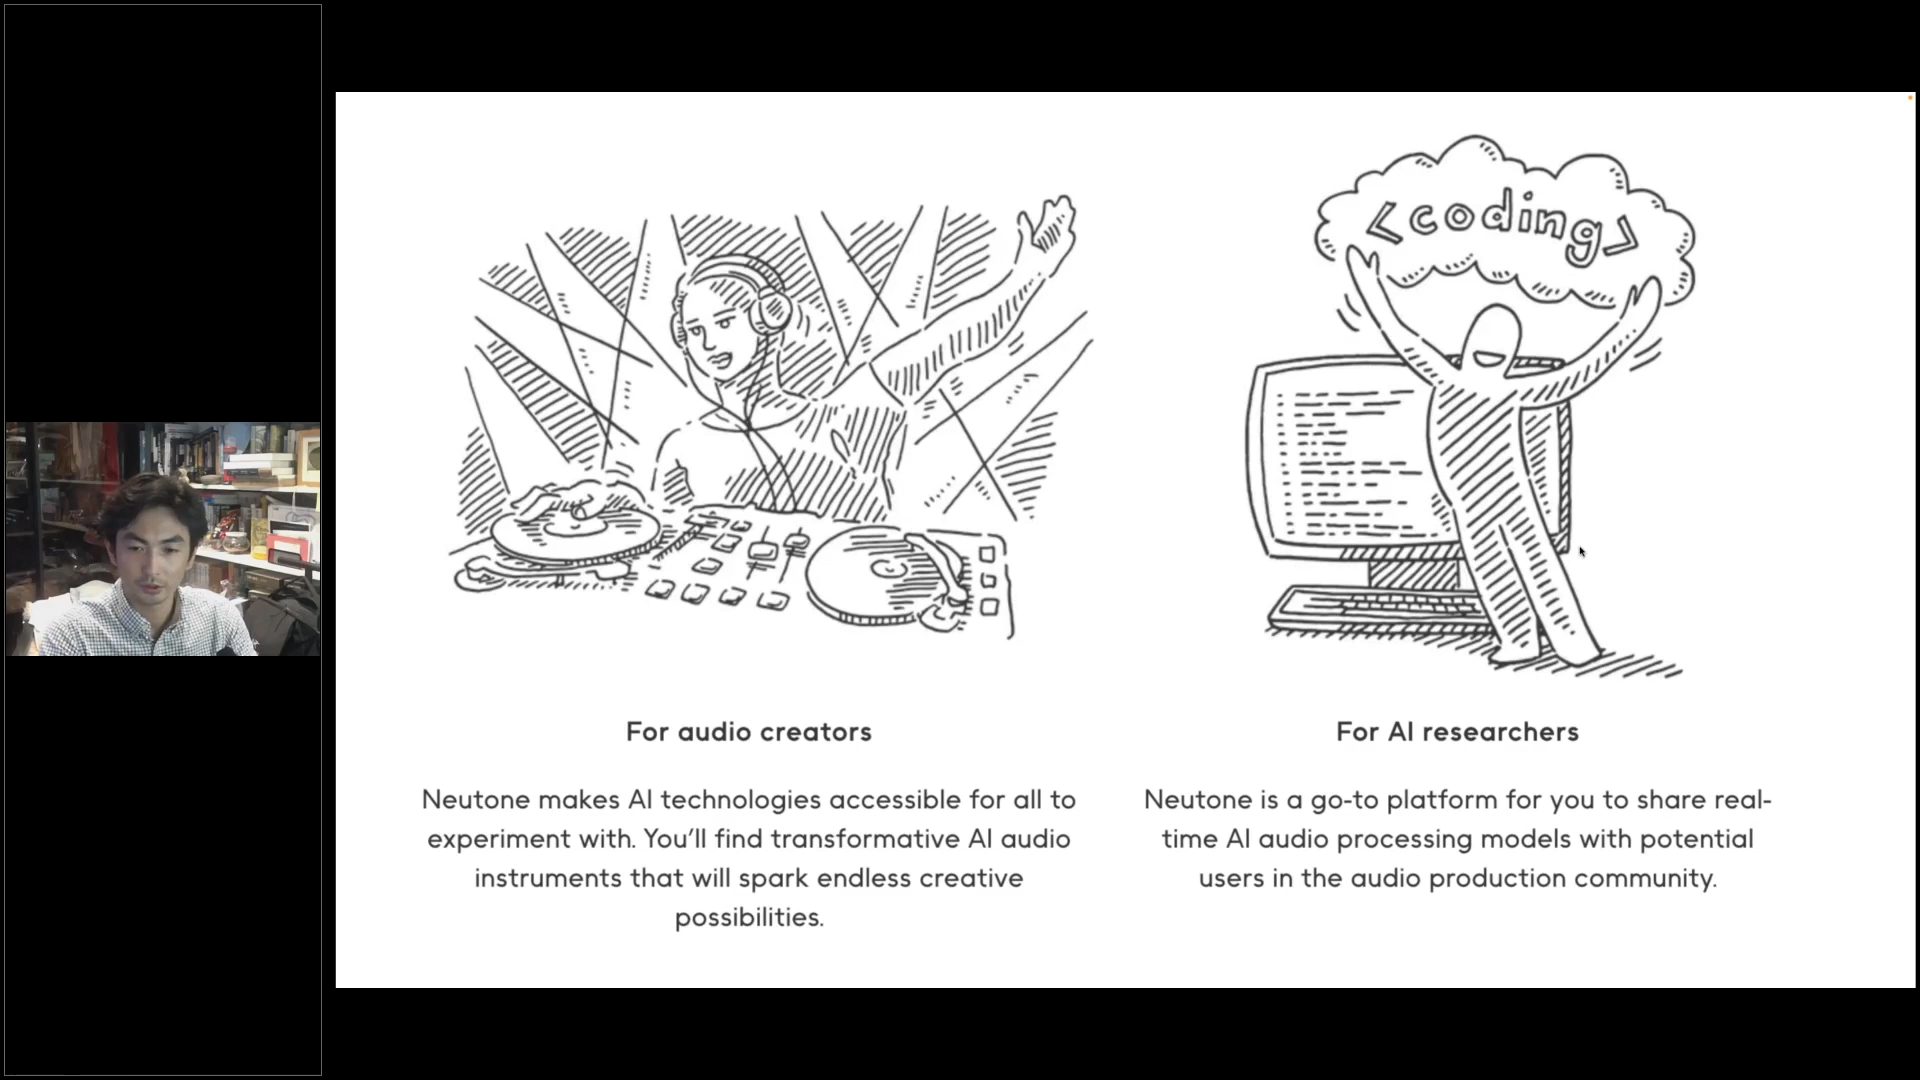 <coding>
For audio creators
Neutone makes AI technologies accessible for all to
experiment with. You’ll find transformative AI audio
instruments that will spark endless creative
possibilities.
For AI researchers
Neutone is a go-to platform for you to share real-
time AI audio processing models with potential
users in the audio production community.